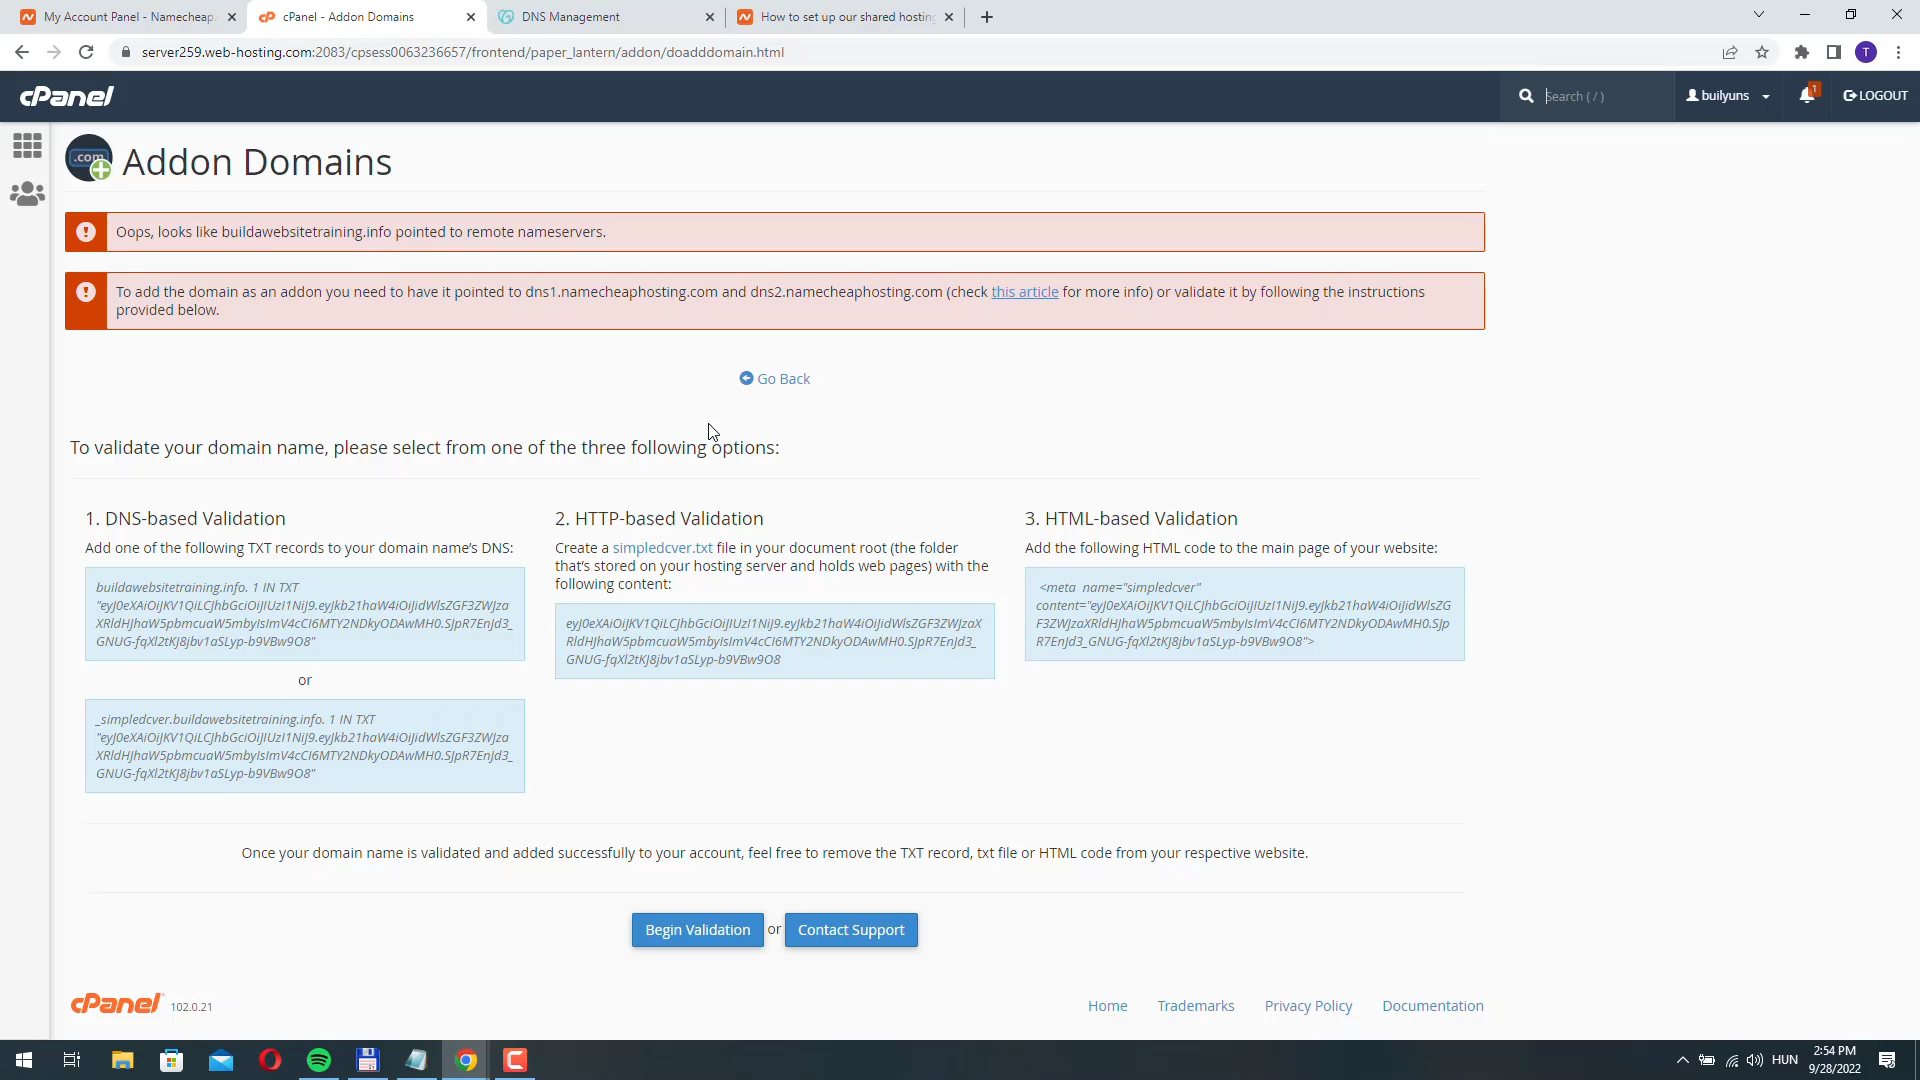 My Account Panel - Namecheap.
cPanel - Addon Domains
DNS Management
How to set up our shared hosting
server259.web-hosting.com:2083/cpsess0063236657/frontend/paper_lantern/addon/doadddomain.html
T
cPanel
Search ( / )
builyuns
1
LOGOUT
.com
Addon Domains
Oops, looks like buildawebsitetraining.info pointed to remote nameservers.
To add the domain as an addon you need to have it pointed to dns1.namecheaphosting.com and dns2.namecheaphosting.com (check this article for more info) or validate it by following the instructions
provided below.
Go Back
To validate your domain name, please select from one of the three following options:
1. DNS-based Validation
Add one of the following TXT records to your domain name's DNS:
buildawebsitetraining.info. 1 IN TXT
"eyJ0eXAiOiJKV1QiLCJhbGciOiJIUzI1NiJ9.eyJkb21haW4iOiJidWlsZGF3ZWJza
XRldHJhaW5pbmcuaW5mbyIsImV4cCI6MTY2NDkyODAwMH0.SJpR7EnJd3_
GNUG-fqXl2tKJ8jbv1aSLyp-b9VBw9O8"
or
_simpledcver.buildawebsitetraining.info. 1 IN TXT
"eyJ0eXAiOiJKV1QiLCJhbGciOiJIUzI1NiJ9.eyJkb21haW4iOiJidWlsZGF3ZWJza
XRldHJhaW5pbmcuaW5mbyIsImV4cCI6MTY2NDkyODAwMH0.SJpR7EnJd3_
GNUG-fqXl2tKJ8jbv1aSLyp-b9VBw9O8"
2. HTTP-based Validation
Create a simpledcver.txt file in your document root (the folder
that's stored on your hosting server and holds web pages) with the
following content:
eyJ0eXAiOiJKV1QiLCJhbGciOiJIUzI1NiJ9.eyJkb21haW4iOiJidWlsZGF3ZWJzaX
RldHJhaW5pbmcuaW5mbyIsImV4cCI6MTY2NDkyODAwMH0.SJpR7EnJd3_
GNUG-fqXl2tKJ8jbv1aSLyp-b9VBw9O8
3. HTML-based Validation
Add the following HTML code to the main page of your website:
<meta name="simpledcver"
content="eyJ0eXAiOiJKV1QiLCJhbGciOiJIUzI1NiJ9.eyJkb21haW4iOiJidWlsZG
F3ZWJzaXRldHJhaW5pbmcuaW5mbyIsImV4cCI6MTY2NDkyODAwMH0.SJp
R7EnJd3_GNUG-fqXl2tKJ8jbv1aSLyp-b9VBw9O8">
Once your domain name is validated and added successfully to your account, feel free to remove the TXT record, txt file or HTML code from your respective website.
Begin Validation or Contact Support
cPanel 102.0.21
Home Trademarks Privacy Policy Documentation
HUN
2:54 PM
9/28/2022